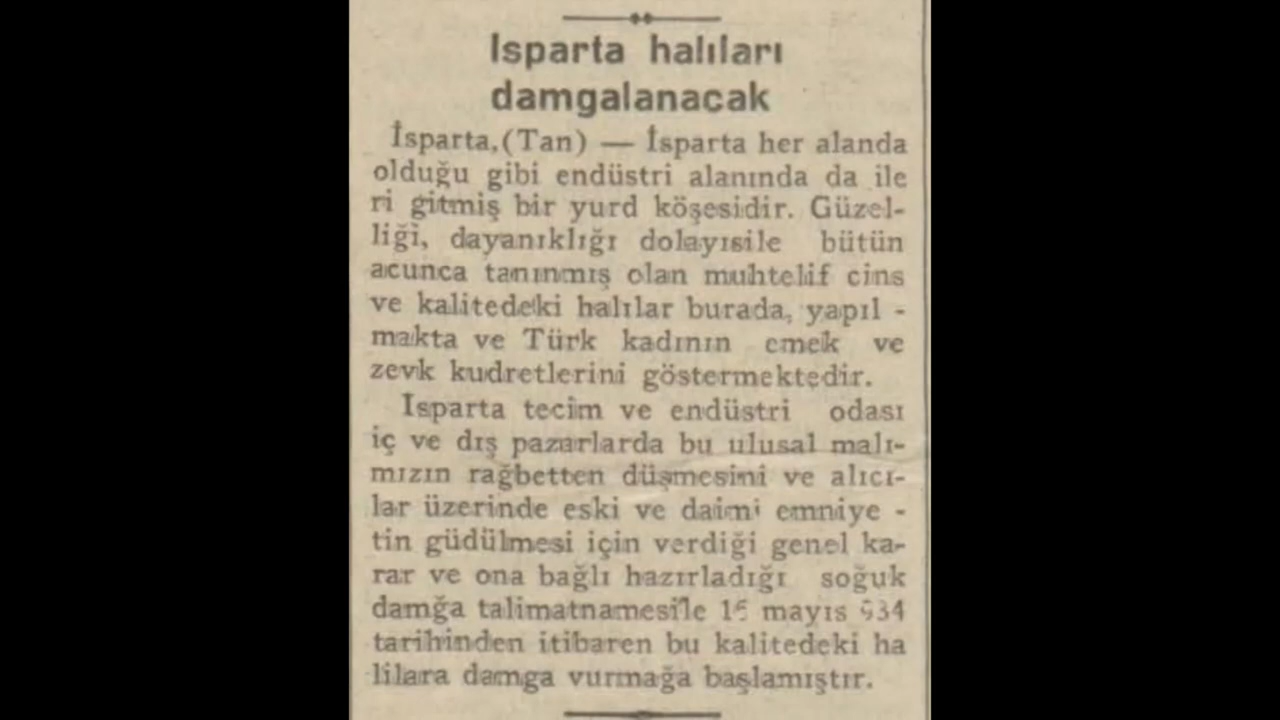 Isparta halıları
damgalanacak
İsparta,(Tan) — İsparta her alanda
olduğu gibi endüstri alanında da ile
ri gitmiş bir yurd köşesidir. Güzel-
liği, dayanıklığı dolayısile bütün
acunca tanınmış olan muhtelif cins
ve kalitedeki halılar burada, yapıl -
makta ve Türk kadının emek ve
zevk kudretlerini göstermektedir.
Isparta tecim ve endüstri odası
iç ve dış pazarlarda bu ulusal malı-
mızın rağbetten düşmesini ve alıcı-
lar üzerinde eski ve daimi emniye -
tin güdülmesi için verdiği genel ka-
rar ve ona bağlı hazırladığı soğuk
damğa talimatnamesile mayıs 934
tarihinden itibaren bu kalitedeki ha
lılara damga vurmağa başlamıştır.